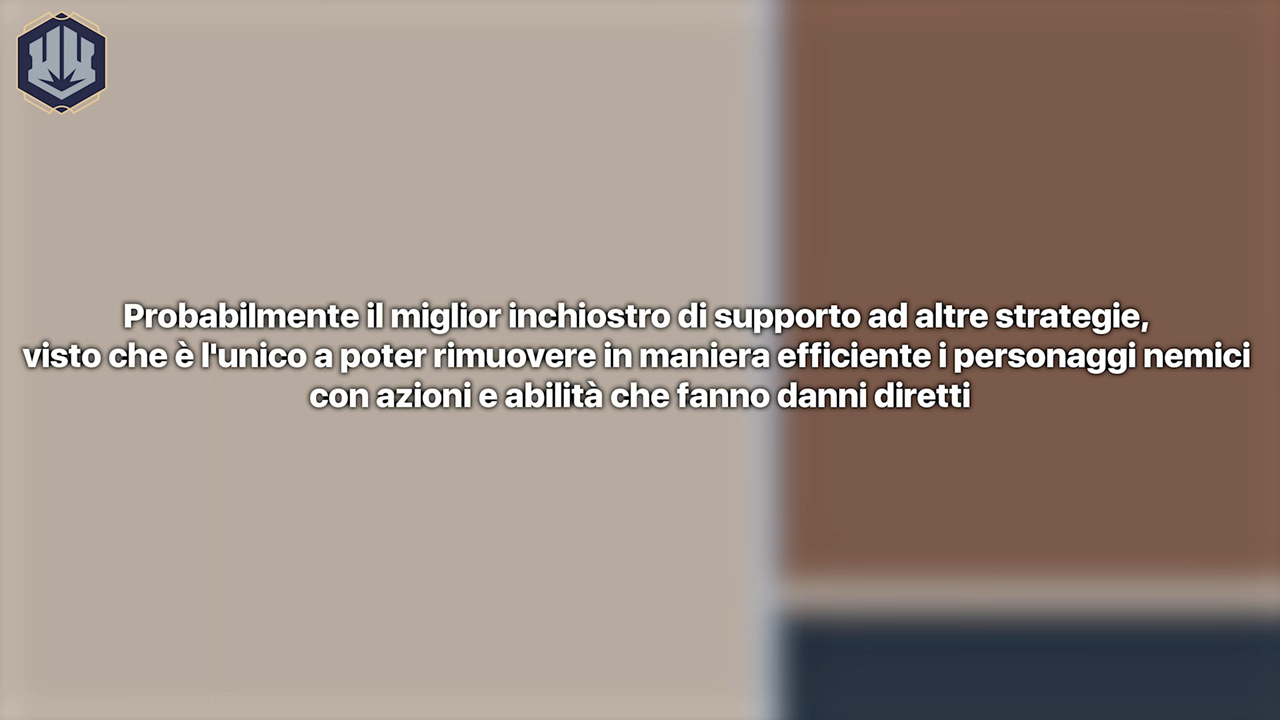 Probabilmente il miglior inchiostro di supporto ad altre strategie,
visto che è l'unico a poter rimuovere in maniera efficiente i personaggi nemici
con azioni e abilità che fanno danni diretti